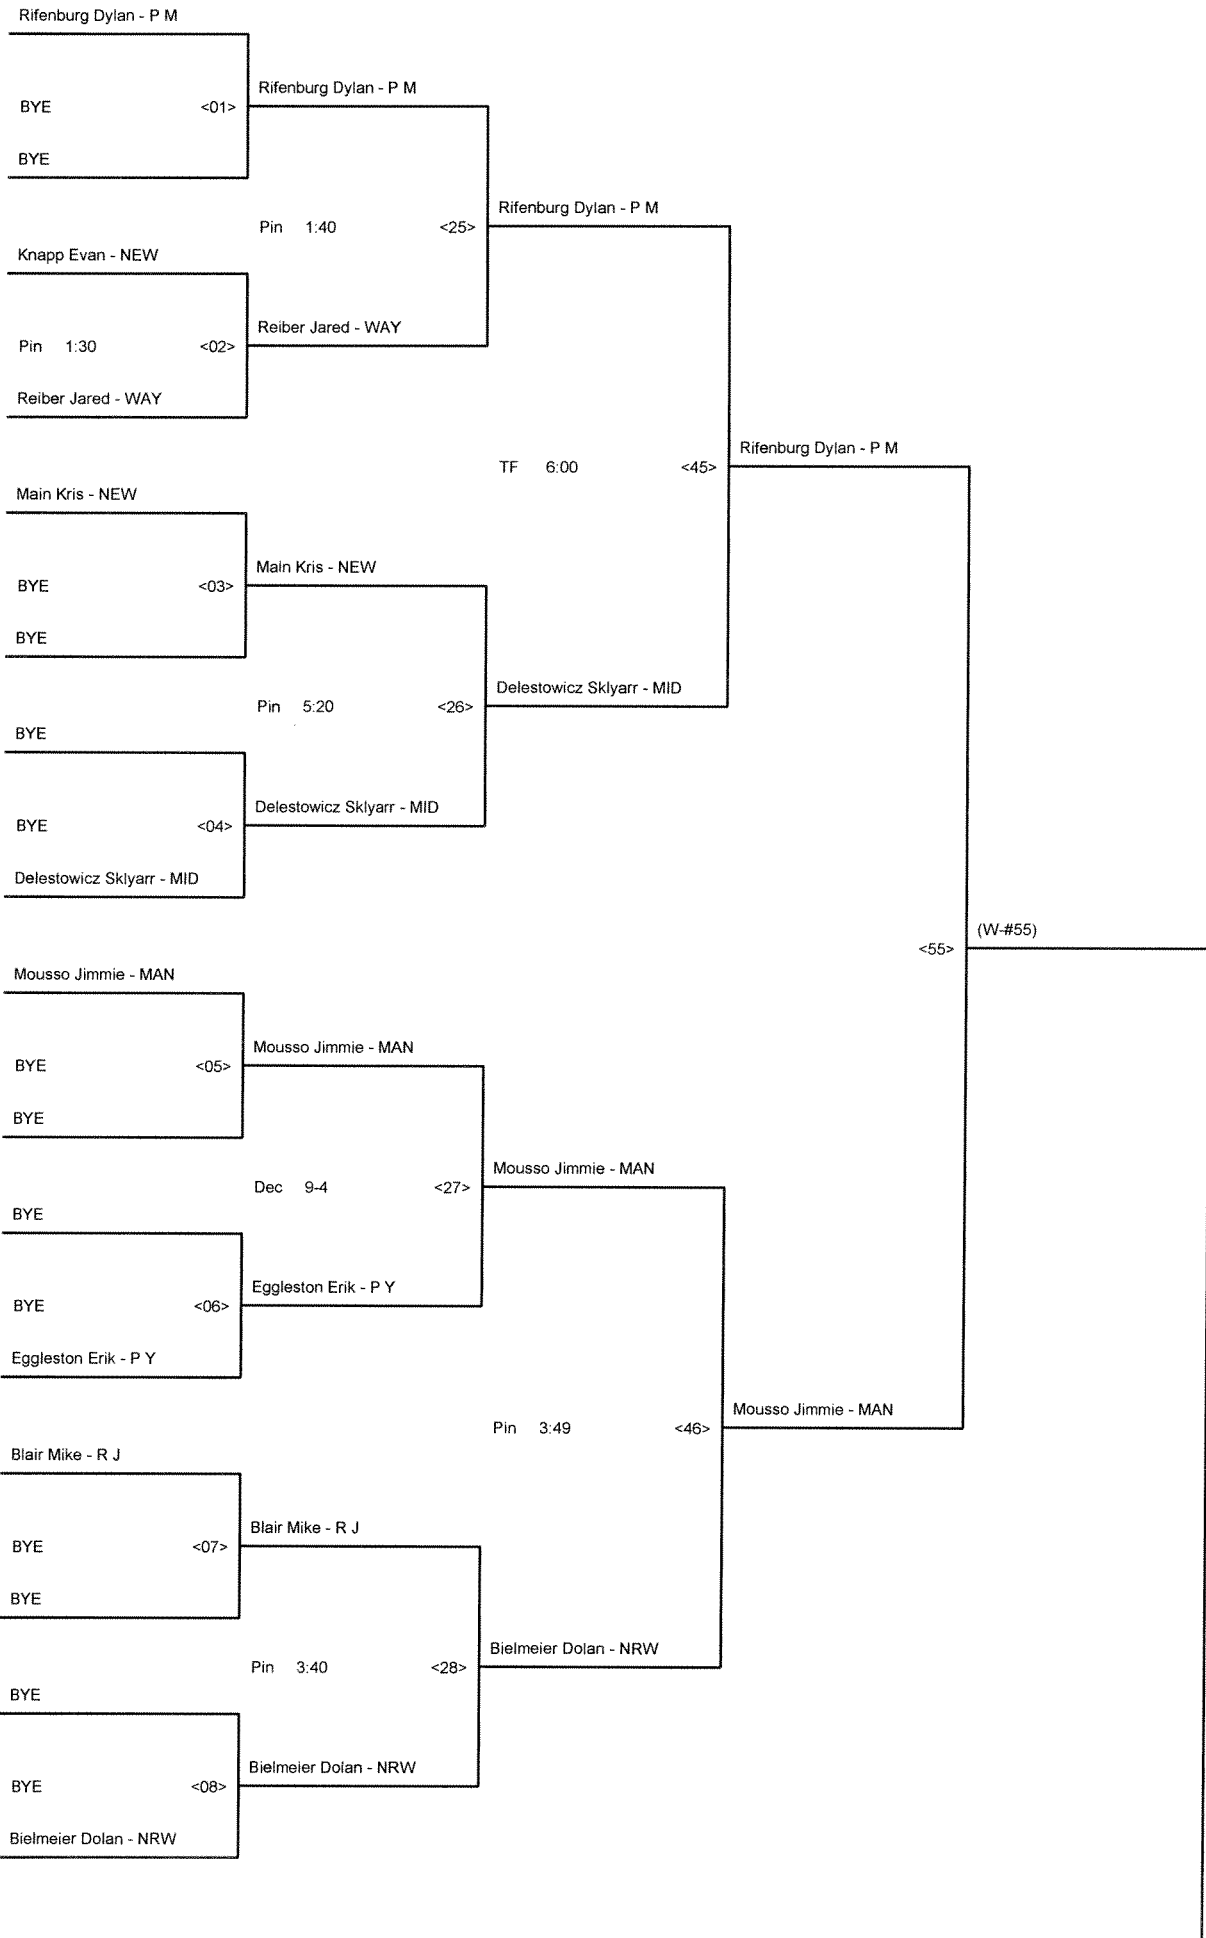 Rifenburg Dylan - P M
Rifenburg Dylan - P M
BYE <01>
BYE
Rifenburg Dylan - P M
Pin 1:40 <25>
Knapp Evan - NEW
Reiber Jared - WAY
Pin 1:30 <02>
Reiber Jared - WAY
Rifenburg Dylan - P M
TF 6:00 <45>
Main Kris - NEW
Main Kris - NEW
BYE <03>
BYE
Delestowicz Sklyarr - MID
Pin 5:20 <26>
BYE
Delestowicz Sklyarr - MID
BYE <04>
Delestowicz Sklyarr - MID
(W-#55)
<55>
Mousso Jimmie - MAN
Mousso Jimmie - MAN
BYE <05>
BYE
Mousso Jimmie - MAN
Dec 9-4 <27>
BYE
Eggleston Erik - P Y
BYE <06>
Eggleston Erik - P Y
Mousso Jimmie - MAN
Pin 3:49 <46>
Blair Mike - R J
Blair Mike - R J
BYE <07>
BYE
Bielmeier Dolan - NRW
Pin 3:40 <28>
BYE
Bielmeier Dolan - NRW
BYE <08>
Bielmeier Dolan - NRW